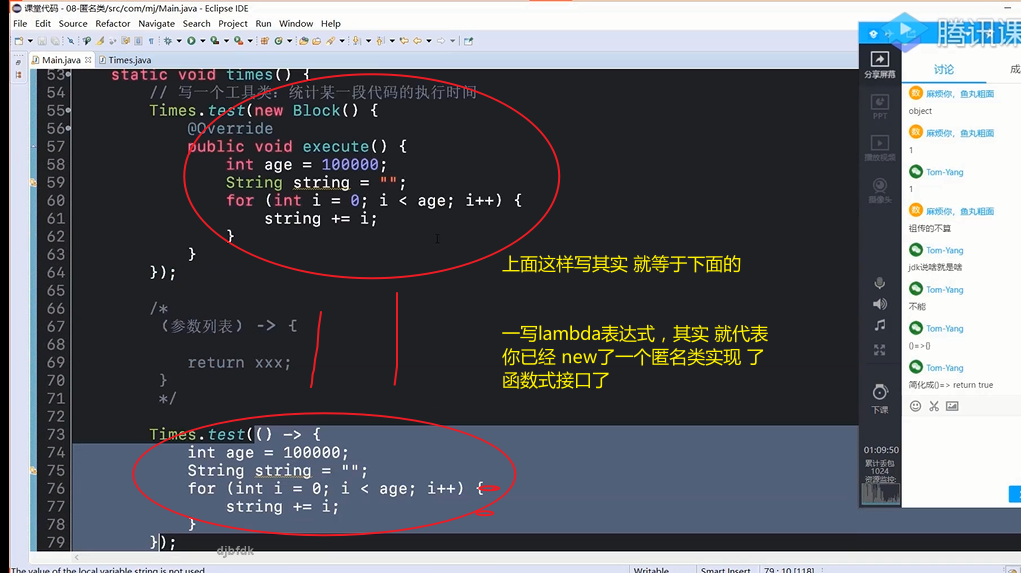 课堂代码 - 08-匿名类/src/com/mj/Main.java - Eclipse IDE
File Edit Source Refactor Navigate Search Project Run Window Help
Main.java Times.java
53 static void times() {
54 // 写一个工具类：统计某一段代码的执行时间
55 Times.test(new Block() {
56 @Override
57 public void execute() {
58 int age = 100000;
59 String string = "";
60 for (int i = 0; i < age; i++) {
61 string += i;
62 }
63 }
64 });
65
66 /*
67 (参数列表) -> {
68
69 return xxx;
70 }
71 */
72
73 Times.test(() -> {
74 int age = 100000;
75 String string = "";
76 for (int i = 0; i < age; i++) {
77 string += i;
78 }
79 });
上面这样写其实 就等于下面的
一写lambda表达式，其实 就代表
你已经 new了一个匿名类实现 了
函数式接口了
djbfdk
The value of the local variable string is not used
Writable Smart Insert 79 : 10 [118]
腾讯课
分享屏幕
PPT
播放视频
摄像头
下课
01:09:50
累计丢包
1024
资源监控:
讨论 成
麻烦你，鱼丸粗面
object
麻烦你，鱼丸粗面
1
Tom-Yang
1
麻烦你，鱼丸粗面
祖传的不算
Tom-Yang
jdk说啥就是啥
Tom-Yang
不能
Tom-Yang
()=>{}
Tom-Yang
简化成()=> return true